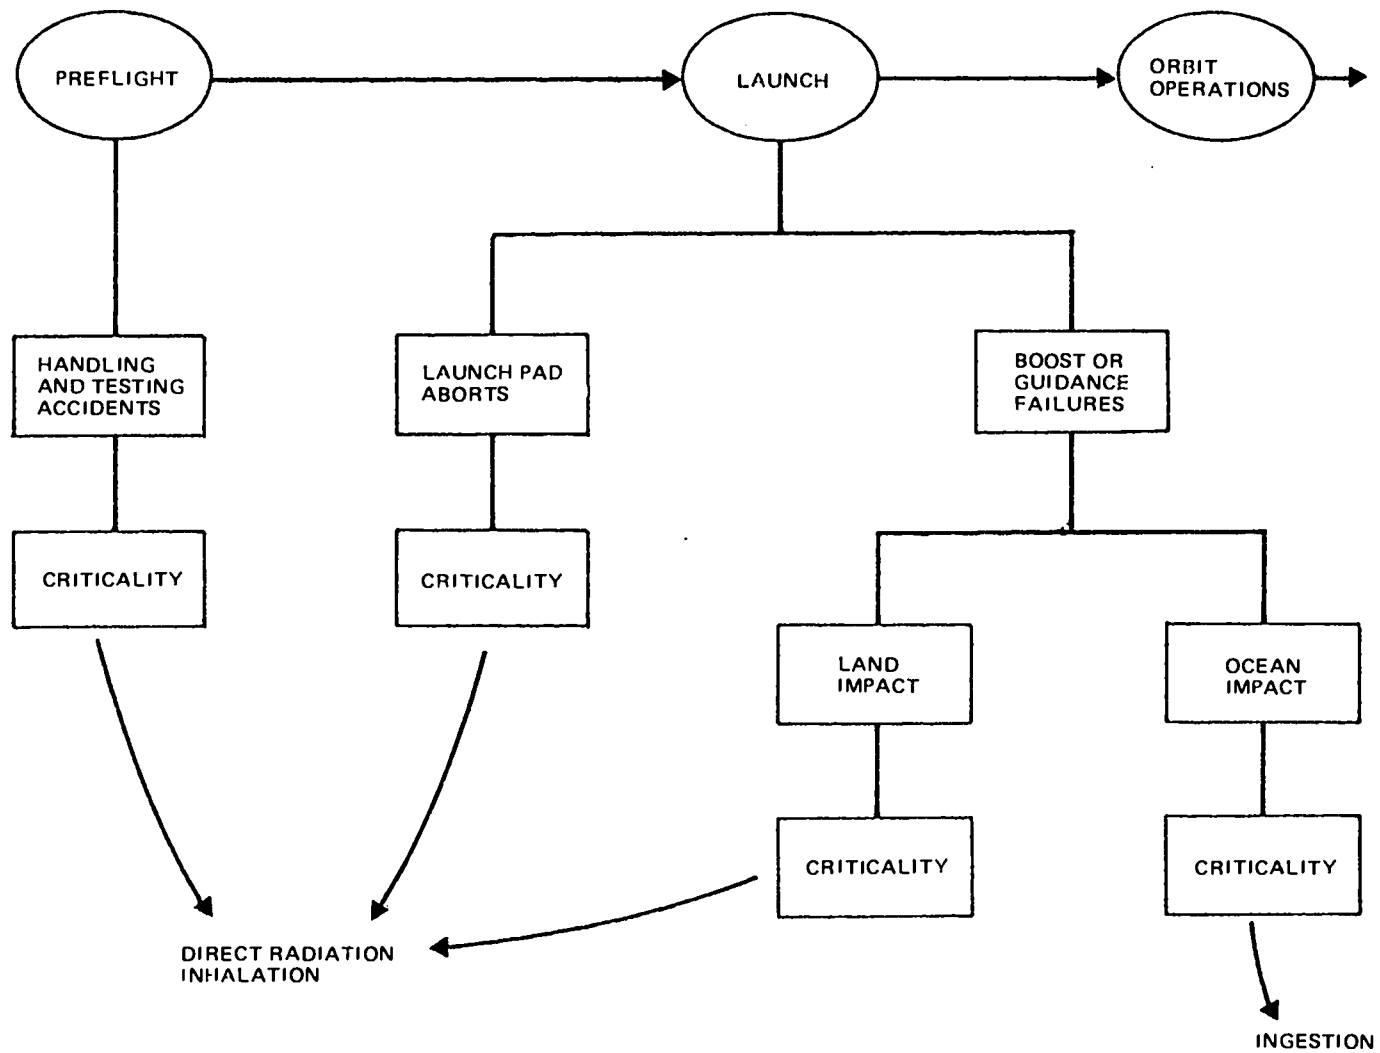 PREFLIGHT
LAUNCH
ORBIT
OPERATIONS
HANDLING
AND TESTING
ACCIDENTS
LAUNCH PAD
ABORTS
BOOST OR
GUIDANCE
FAILURES
CRITICALITY
CRITICALITY
LAND
IMPACT
OCEAN
IMPACT
CRITICALITY
CRITICALITY
DIRECT RADIATION
INHALATION
INGESTION